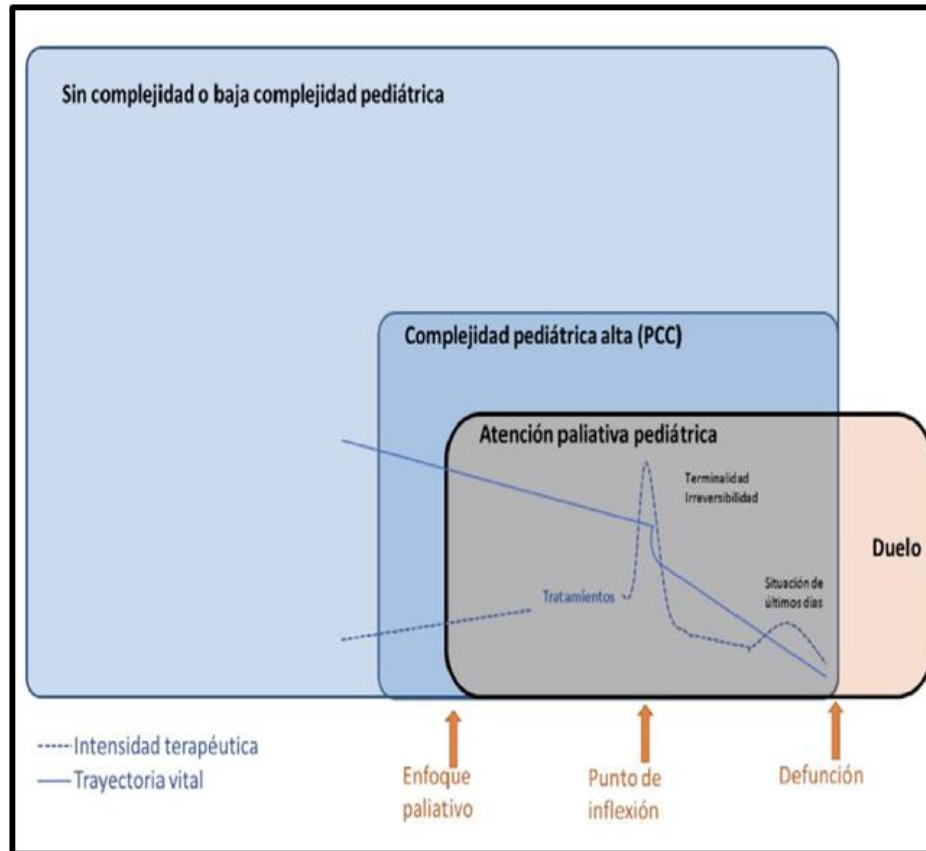 Sin complejidad o baja complejidad pediátrica
Complejidad pediátrica alta (PCC)
Atención paliativa pediátrica
Terminalidad
Irreversibilidad
Duelo
Situación de
últimos días
Tratamientos
-----Intensidad terapéutica
Trayectoria vital
Enfoque
paliativo
Punto de
inflexión
Defunción